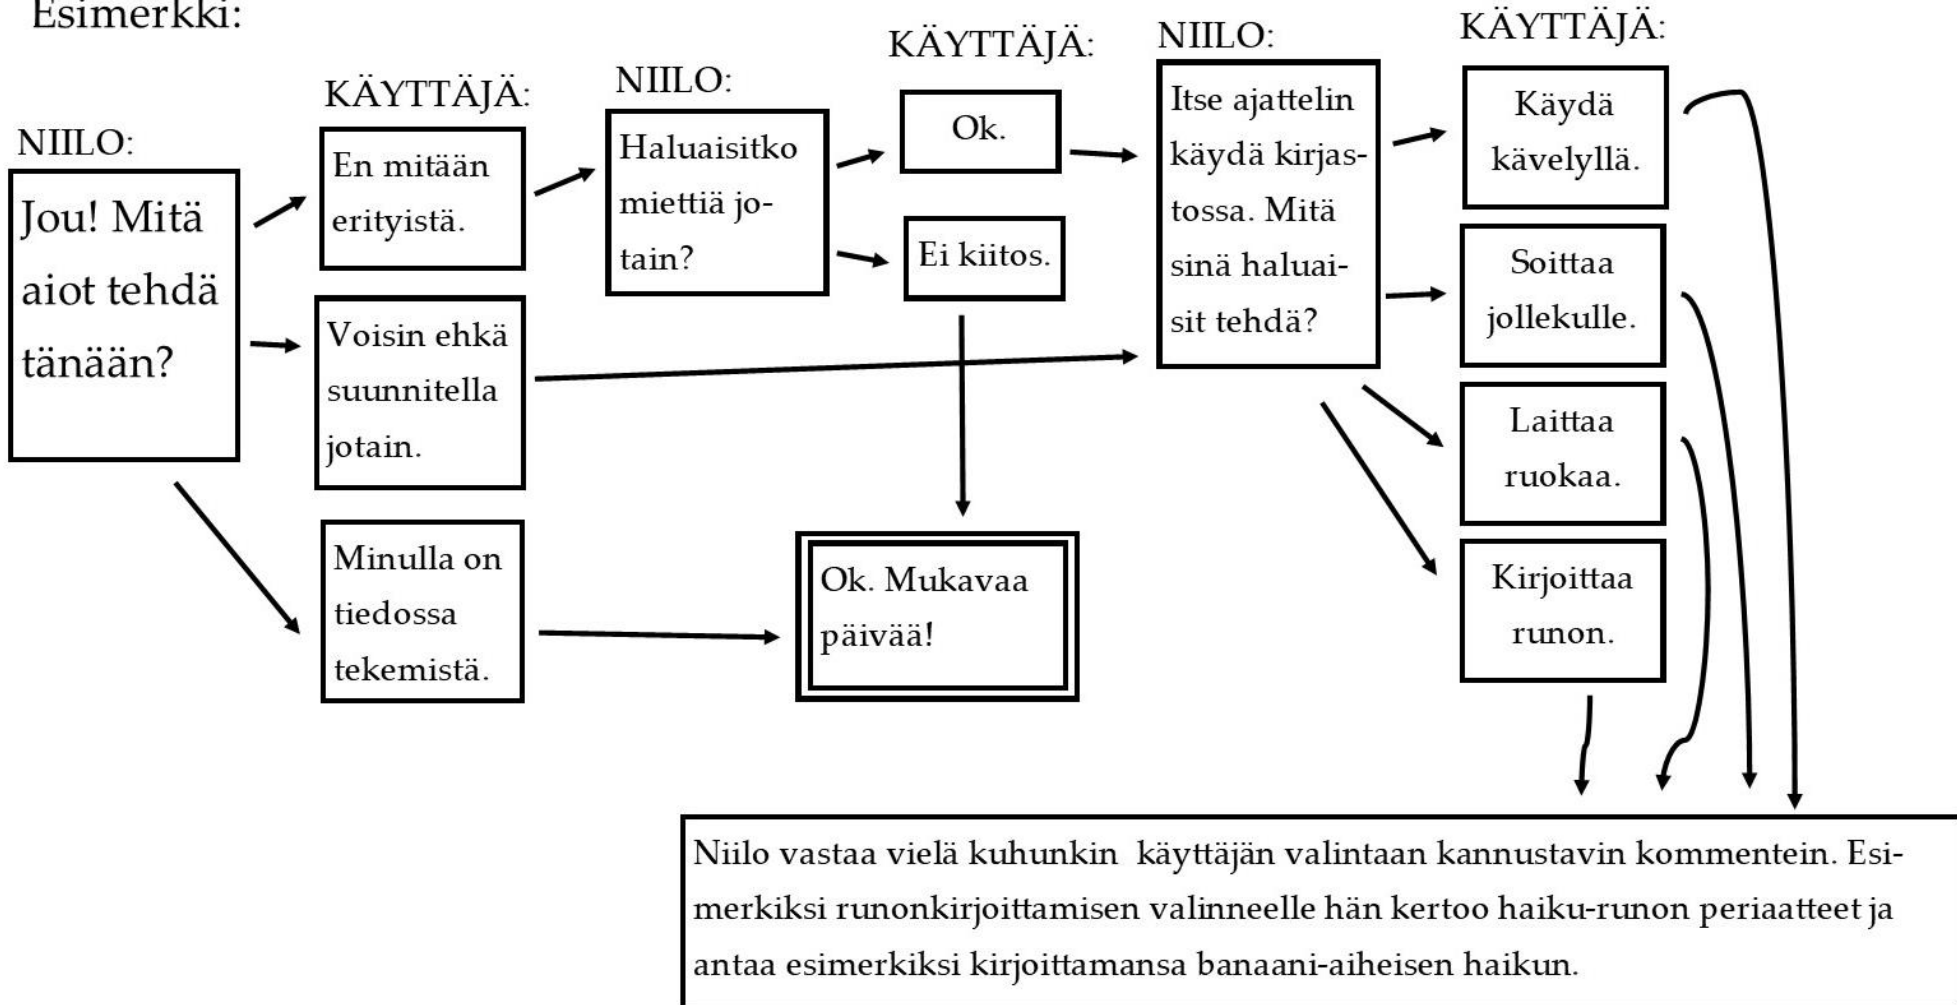 Esimerkki:
NIILO:
Jou! Mitä
aiot tehdä
tänään?
KÄYTTÄJÄ:
En mitään
erityistä.
Voisin ehkä
suunnitella
jotain.
Minulla on
tiedossa
tekemistä.
NIILO:
Haluaisitko
miettiä jo-
tain?
KÄYTTÄJÄ:
Ok.
Ei kiitos.
Ok. Mukavaa
päivää!
NIILO:
Itse ajattelin
käydä kirjas-
tossa. Mitä
sinä haluai-
sit tehdä?
KÄYTTÄJÄ:
Käydä
kävelyllä.
Soittaa
jollekulle.
Laittaa
ruokaa.
Kirjoittaa
runon.
Niilo vastaa vielä kuhunkin käyttäjän valintaan kannustavin kommentein. Esi-
merkiksi runonkirjoittamisen valinneelle hän kertoo haiku-runon periaatteet ja
antaa esimerkiksi kirjoittamansa banaani-aiheisen haikun.